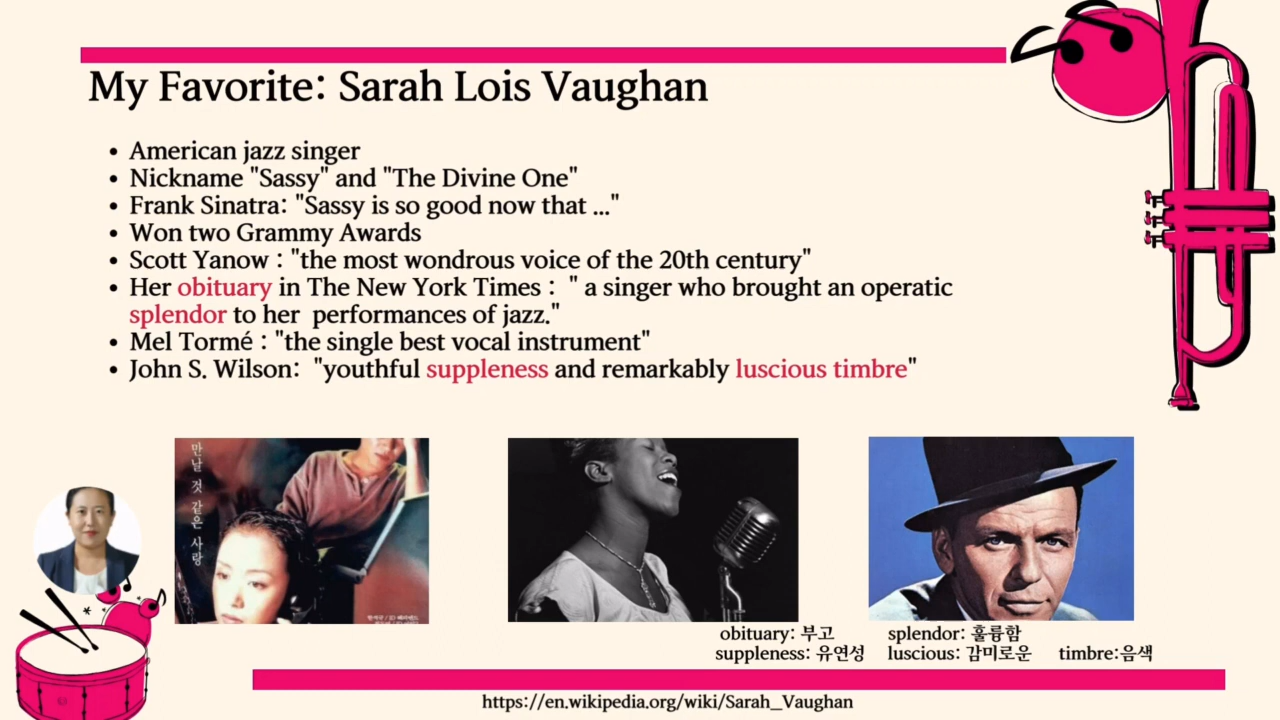 My Favorite: Sarah Lois Vaughan
• American jazz singer
• Nickname "Sassy" and "The Divine One"
• Frank Sinatra: "Sassy is so good now that ..."
• Won two Grammy Awards
• Scott Yanow : "the most wondrous voice of the 20th century"
• Her obituary in The New York Times : " a singer who brought an operatic
splendor to her performances of jazz."
• Mel Tormé : "the single best vocal instrument"
• John S. Wilson: "youthful suppleness and remarkably luscious timbre"
만날 것 같은 사랑
obituary: 부고 splendor: 훌륭함
suppleness: 유연성 luscious: 감미로운 timbre:음색
https://en.wikipedia.org/wiki/Sarah_Vaughan